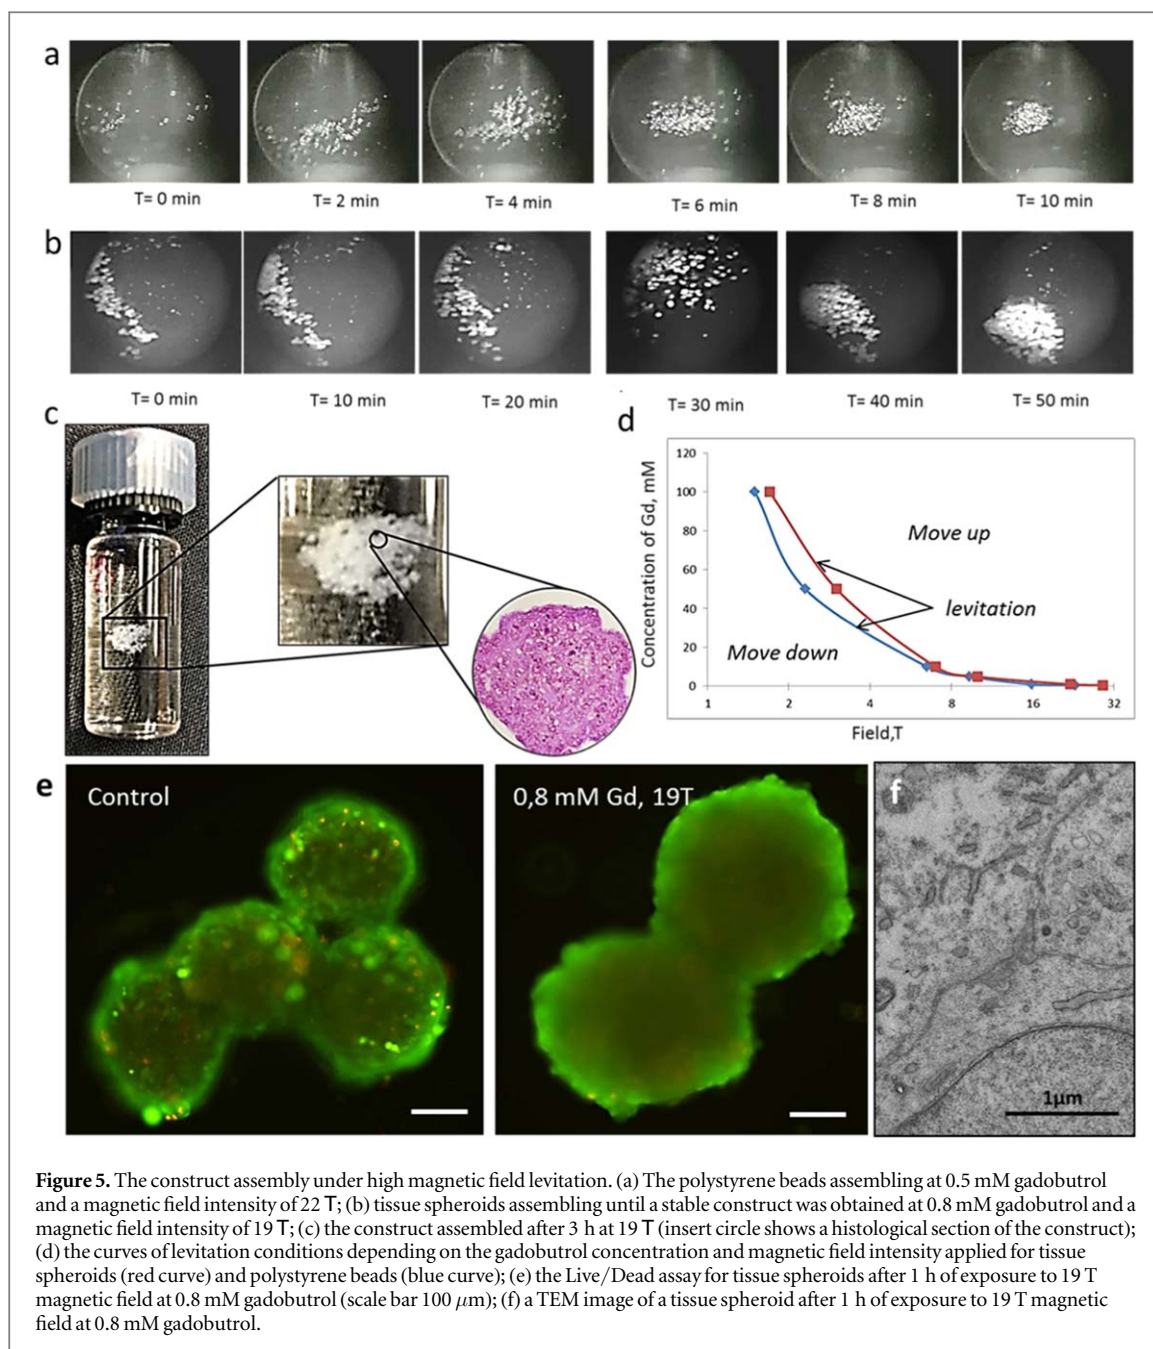 a
T= 0 min
T= 2 min
T= 4 min
T= 6 min
T= 8 min
T= 10 min
b
T= 0 min
T= 10 min
T= 20 min
T= 30 min
T= 40 min
T= 50 min
c
d
Concentration of Gd, mM
120
100
80
60
40
20
0
Move up
levitation
Move down
1
2
4
8
16
32
Field,T
e
Control
0,8 mM Gd, 19T
f
1µm
Figure 5. The construct assembly under high magnetic field levitation. (a) The polystyrene beads assembling at 0.5 mM gadobutrol
and a magnetic field intensity of 22 T; (b) tissue spheroids assembling until a stable construct was obtained at 0.8 mM gadobutrol and a
magnetic field intensity of 19 T; (c) the construct assembled after 3 h at 19 T (insert circle shows a histological section of the construct);
(d) the curves of levitation conditions depending on the gadobutrol concentration and magnetic field intensity applied for tissue
spheroids (red curve) and polystyrene beads (blue curve); (e) the Live/Dead assay for tissue spheroids after 1 h of exposure to 19 T
magnetic field at 0.8 mM gadobutrol (scale bar 100 μm); (f) a TEM image of a tissue spheroid after 1 h of exposure to 19 T magnetic
field at 0.8 mM gadobutrol.